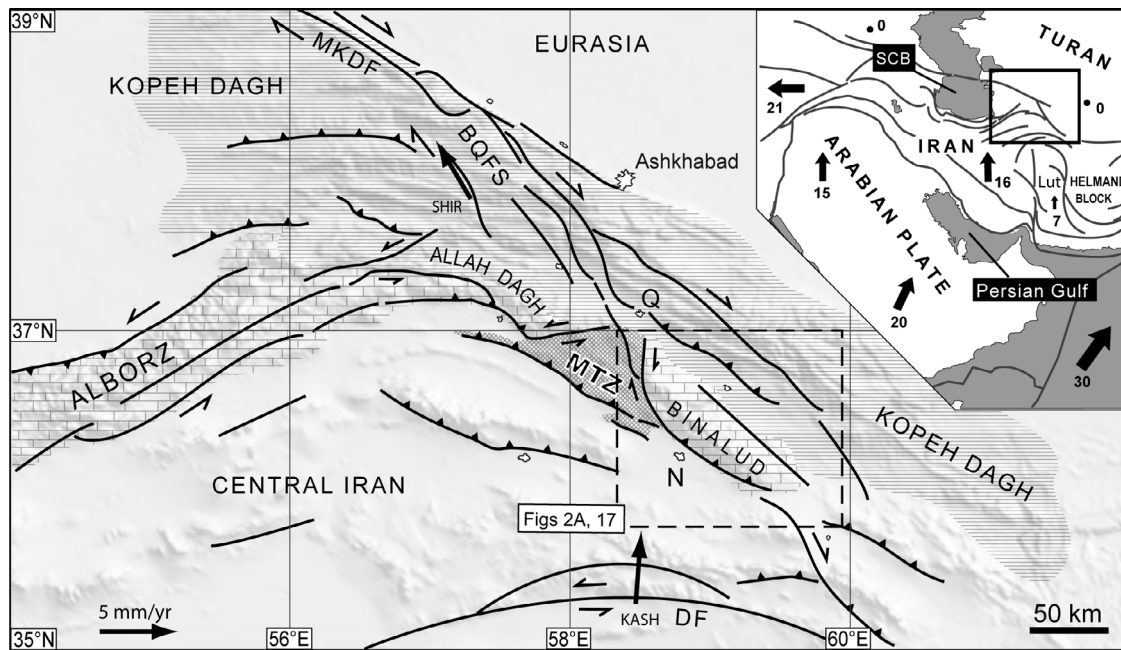 39°N
EURASIA
MKDF
KOPEH DAGH
BQFS
Ashkhabad
SHIR
ALLAH DAGH
Q
37°N
ALBORZ
MTZ
BINALUD
KOPEH DAGH
N
CENTRAL IRAN
Figs 2A, 17
5 mm/yr
KASH
DF
50 km
35°N
56°E
58°E
60°E
0
TURAN
SCB
0
21
IRAN
ARABIAN PLATE
15
16
Lut
7
HELMAND
BLOCK
20
Persian Gulf
30